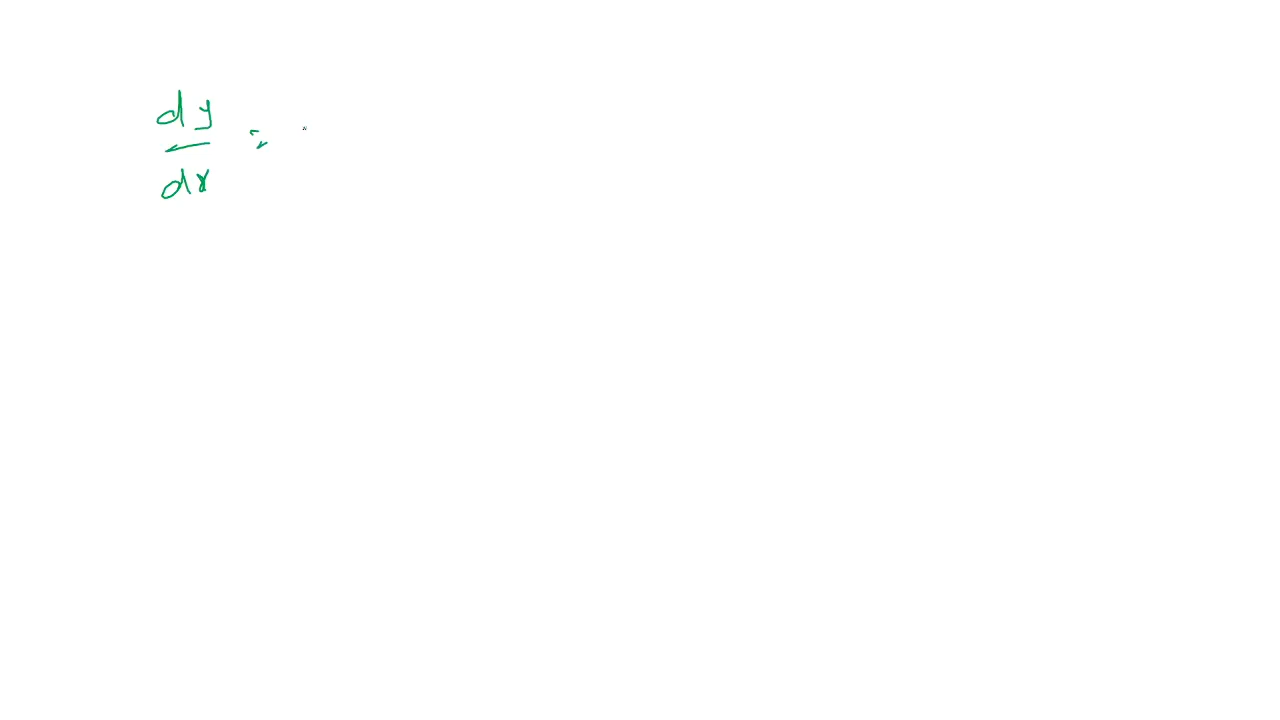 dy/dx =